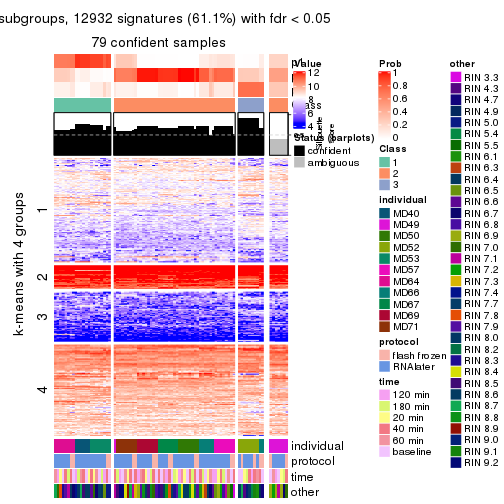 subgroups, 12932 signatures (61.1%) with fdr < 0.05
79 confident samples
k-means with 4 groups
1
2
3
4
individual
protocol
time
other
Value
12
10
8
6
4
Status (barplots)
confident
ambiguous
Prob
1
0.8
0.6
0.4
0.2
0
Class
1
2
3
individual
MD40
MD49
MD50
MD52
MD53
MD57
MD64
MD66
MD67
MD69
MD71
protocol
flash frozen
RNAlater
time
120 min
180 min
20 min
40 min
60 min
baseline
other
RIN 3.3
RIN 4.3
RIN 4.7
RIN 4.9
RIN 5.0
RIN 5.4
RIN 5.5
RIN 6.1
RIN 6.3
RIN 6.4
RIN 6.5
RIN 6.6
RIN 6.7
RIN 6.8
RIN 6.9
RIN 7.0
RIN 7.1
RIN 7.2
RIN 7.3
RIN 7.4
RIN 7.7
RIN 7.8
RIN 7.9
RIN 8.0
RIN 8.2
RIN 8.3
RIN 8.4
RIN 8.5
RIN 8.6
RIN 8.7
RIN 8.8
RIN 8.9
RIN 9.0
RIN 9.1
RIN 9.2